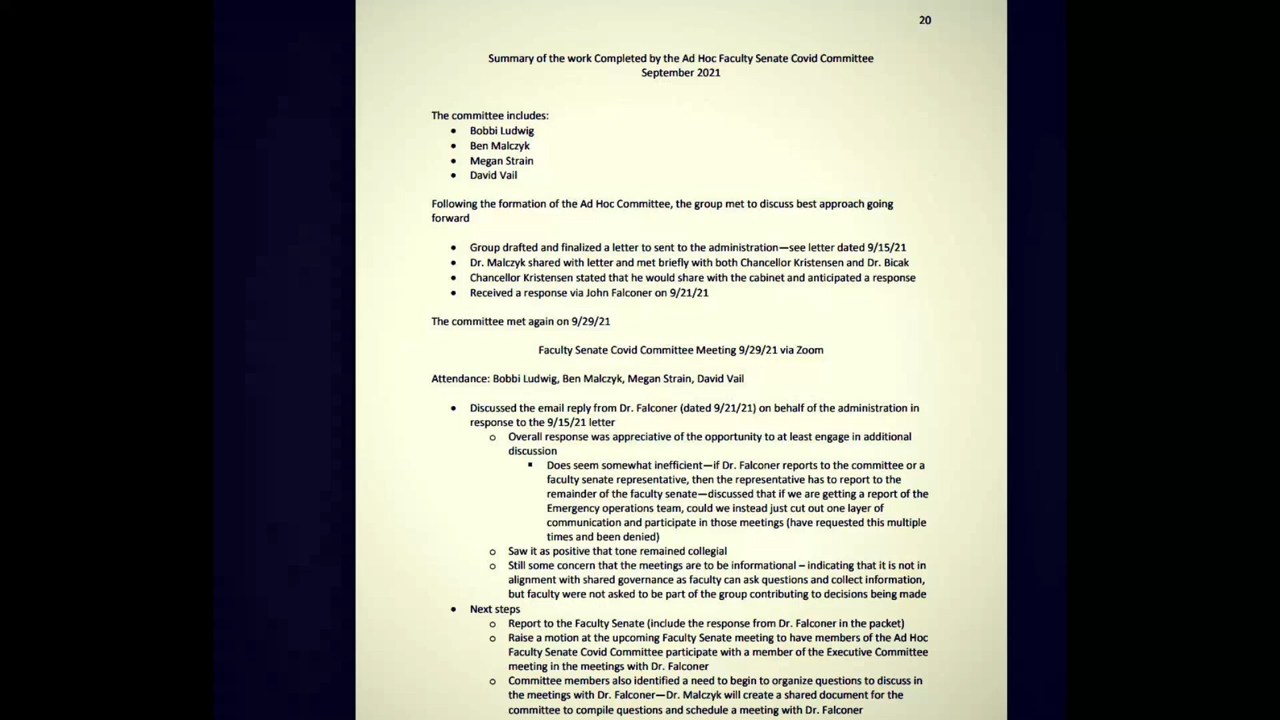 20
Summary of the work Completed by the Ad Hoc Faculty Senate Covid Committee
September 2021
The committee includes:
• Bobbi Ludwig
• Ben Malczyk
• Megan Strain
• David Vail
Following the formation of the Ad Hoc Committee, the group met to discuss best approach going
forward
• Group drafted and finalized a letter to sent to the administration—see letter dated 9/15/21
• Dr. Malczyk shared with letter and met briefly with both Chancellor Kristensen and Dr. Bicak
• Chancellor Kristensen stated that he would share with the cabinet and anticipated a response
• Received a response via John Falconer on 9/21/21
The committee met again on 9/29/21
Faculty Senate Covid Committee Meeting 9/29/21 via Zoom
Attendance: Bobbi Ludwig, Ben Malczyk, Megan Strain, David Vail
• Discussed the email reply from Dr. Falconer (dated 9/21/21) on behalf of the administration in
response to the 9/15/21 letter
o Overall response was appreciative of the opportunity to at least engage in additional
discussion
▪ Does seem somewhat inefficient—if Dr. Falconer reports to the committee or a
faculty senate representative, then the representative has to report to the
remainder of the faculty senate—discussed that if we are getting a report of the
Emergency operations team, could we instead just cut out one layer of
communication and participate in those meetings (have requested this multiple
times and been denied)
o Saw it as positive that tone remained collegial
o Still some concern that the meetings are to be informational – indicating that it is not in
alignment with shared governance as faculty can ask questions and collect information,
but faculty were not asked to be part of the group contributing to decisions being made
• Next steps
o Report to the Faculty Senate (include the response from Dr. Falconer in the packet)
o Raise a motion at the upcoming Faculty Senate meeting to have members of the Ad Hoc
Faculty Senate Covid Committee participate with a member of the Executive Committee
meeting in the meetings with Dr. Falconer
o Committee members also identified a need to begin to organize questions to discuss in
the meetings with Dr. Falconer—Dr. Malczyk will create a shared document for the
committee to compile questions and schedule a meeting with Dr. Falconer